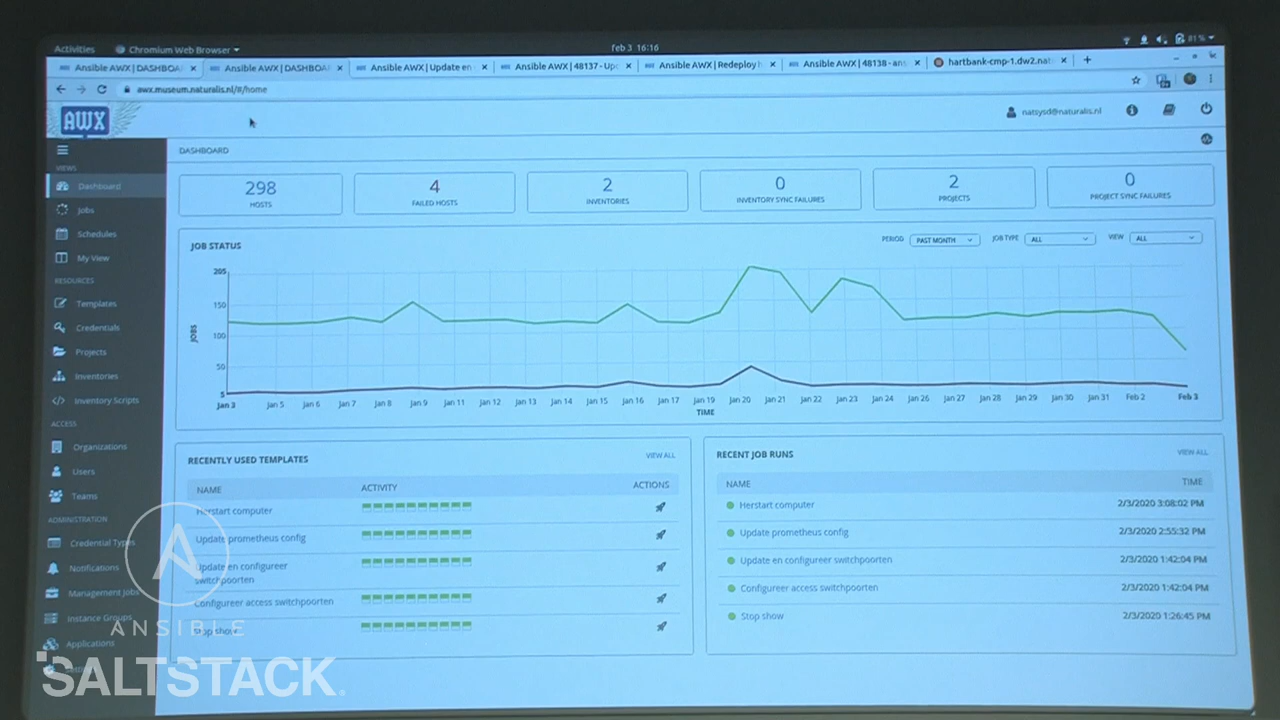 Activities Chromium Web Browser feb 3 16:16 81%
Ansible AWX | DASHBOA × Ansible AWX | DASHBOA × Ansible AWX | Update en × Ansible AWX | 48137 - Up × Ansible AWX | Redeploy h × Ansible AWX | 48138 - ans × hartbank-cmp-1.dw2.nat × +
awx.museum.naturalis.nl/#/home
AWX natsysd@naturalis.nl
DASHBOARD
VIEWS
Dashboard
Jobs
Schedules
My View
RESOURCES
Templates
Credentials
Projects
Inventories
Inventory Scripts
ACCESS
Organizations
Users
Teams
ADMINISTRATION
Credential Types
Notifications
Management Jobs
Instance Groups
Applications
298 4 2 0 2 0
HOSTS FAILED HOSTS INVENTORIES INVENTORY SYNC FAILURES PROJECTS PROJECT SYNC FAILURES
JOB STATUS PERIOD PAST MONTH JOB TYPE ALL VIEW ALL
205
150
100
50
5
JOBS
Jan 3 Jan 5 Jan 6 Jan 7 Jan 8 Jan 9 Jan 11 Jan 12 Jan 13 Jan 14 Jan 15 Jan 16 Jan 17 Jan 19 Jan 20 Jan 21 Jan 22 Jan 23 Jan 24 Jan 26 Jan 27 Jan 28 Jan 29 Jan 30 Jan 31 Feb 2 Feb 3
TIME
RECENTLY USED TEMPLATES VIEW ALL
NAME ACTIVITY ACTIONS
Herstart computer
Update prometheus config
Update en configureer
switchpoorten
Configureer access switchpoorten
Stop show
RECENT JOB RUNS VIEW ALL
NAME TIME
Herstart computer 2/3/2020 3:08:02 PM
Update prometheus config 2/3/2020 2:55:32 PM
Update en configureer switchpoorten 2/3/2020 1:42:04 PM
Configureer access switchpoorten 2/3/2020 1:42:04 PM
Stop show 2/3/2020 1:26:45 PM
ANSIBLE
SALTSTACK